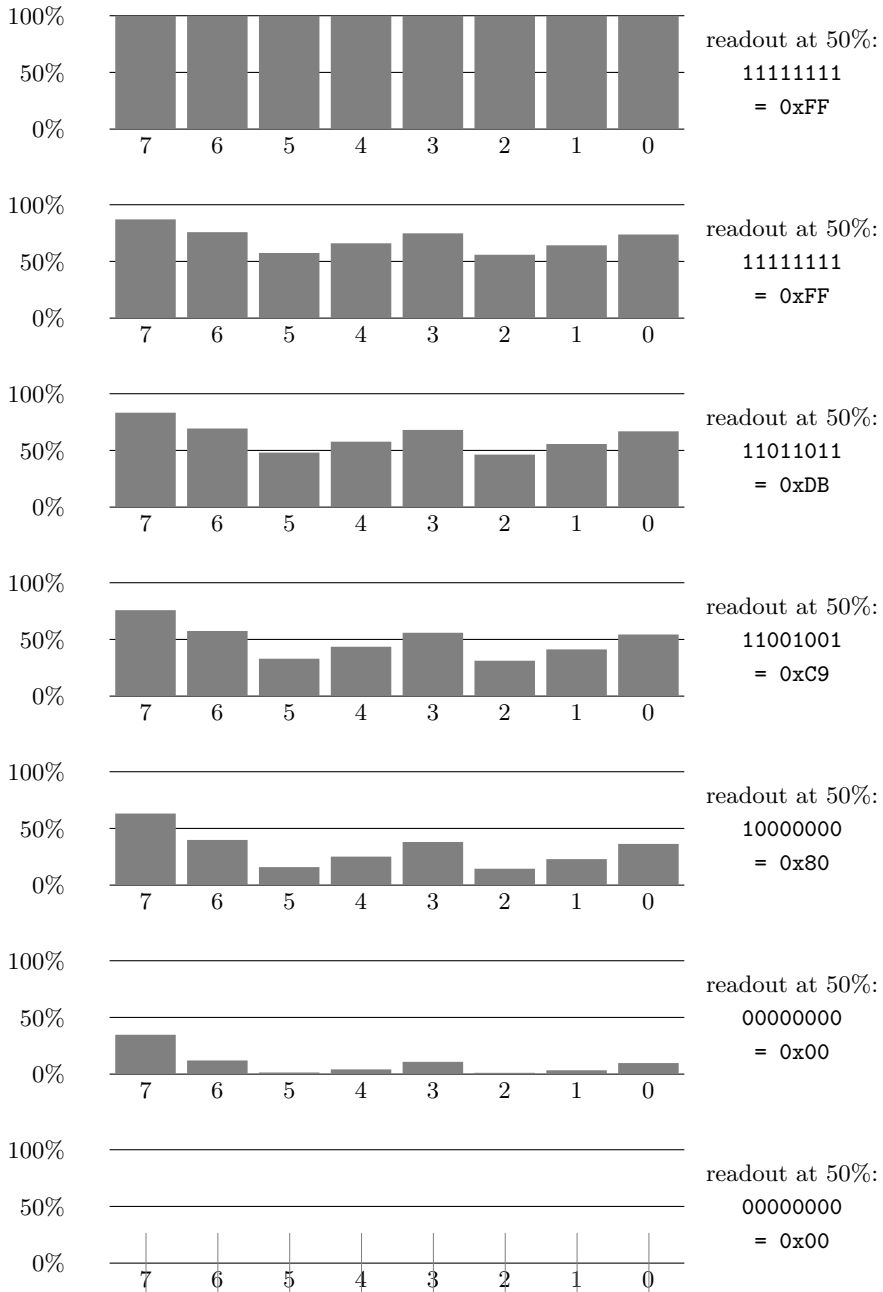 100%
readout at 50%:
50%
11111111
= 0xFF
0%
7 6 5 4 3 2 1 0
100%
readout at 50%:
50%
11111111
= 0xFF
0%
7 6 5 4 3 2 1 0
100%
readout at 50%:
50%
11011011
= 0xDB
0%
7 6 5 4 3 2 1 0
100%
readout at 50%:
50%
11001001
= 0xC9
0%
7 6 5 4 3 2 1 0
100%
readout at 50%:
50%
10000000
= 0x80
0%
7 6 5 4 3 2 1 0
100%
readout at 50%:
50%
00000000
= 0x00
0%
7 6 5 4 3 2 1 0
100%
readout at 50%:
50%
00000000
= 0x00
0%
7 6 5 4 3 2 1 0